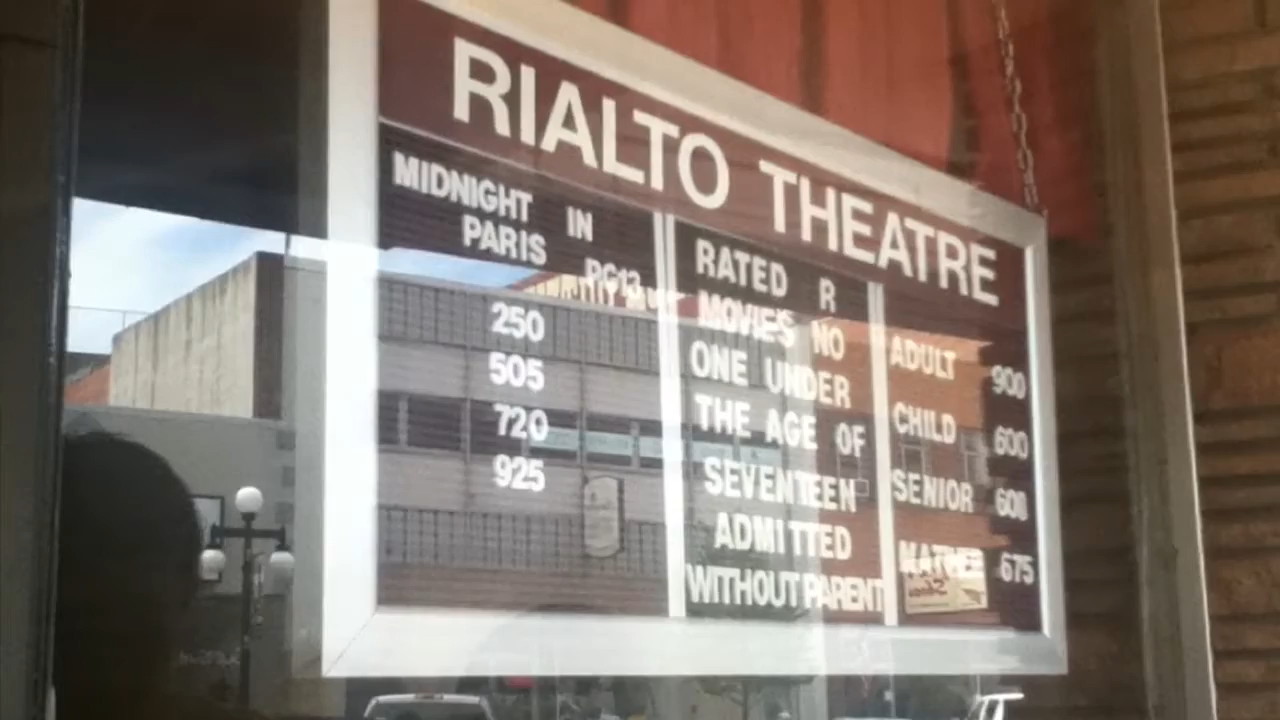 RIALTO THEATRE
MIDNIGHT IN
PARIS PG13
250
505
720
925
RATED R
MOVIES NO
ONE UNDER
THE AGE OF
SEVENTEEN
ADMITTED
WITHOUT PARENT
ADULT 900
CHILD 600
SENIOR 600
675